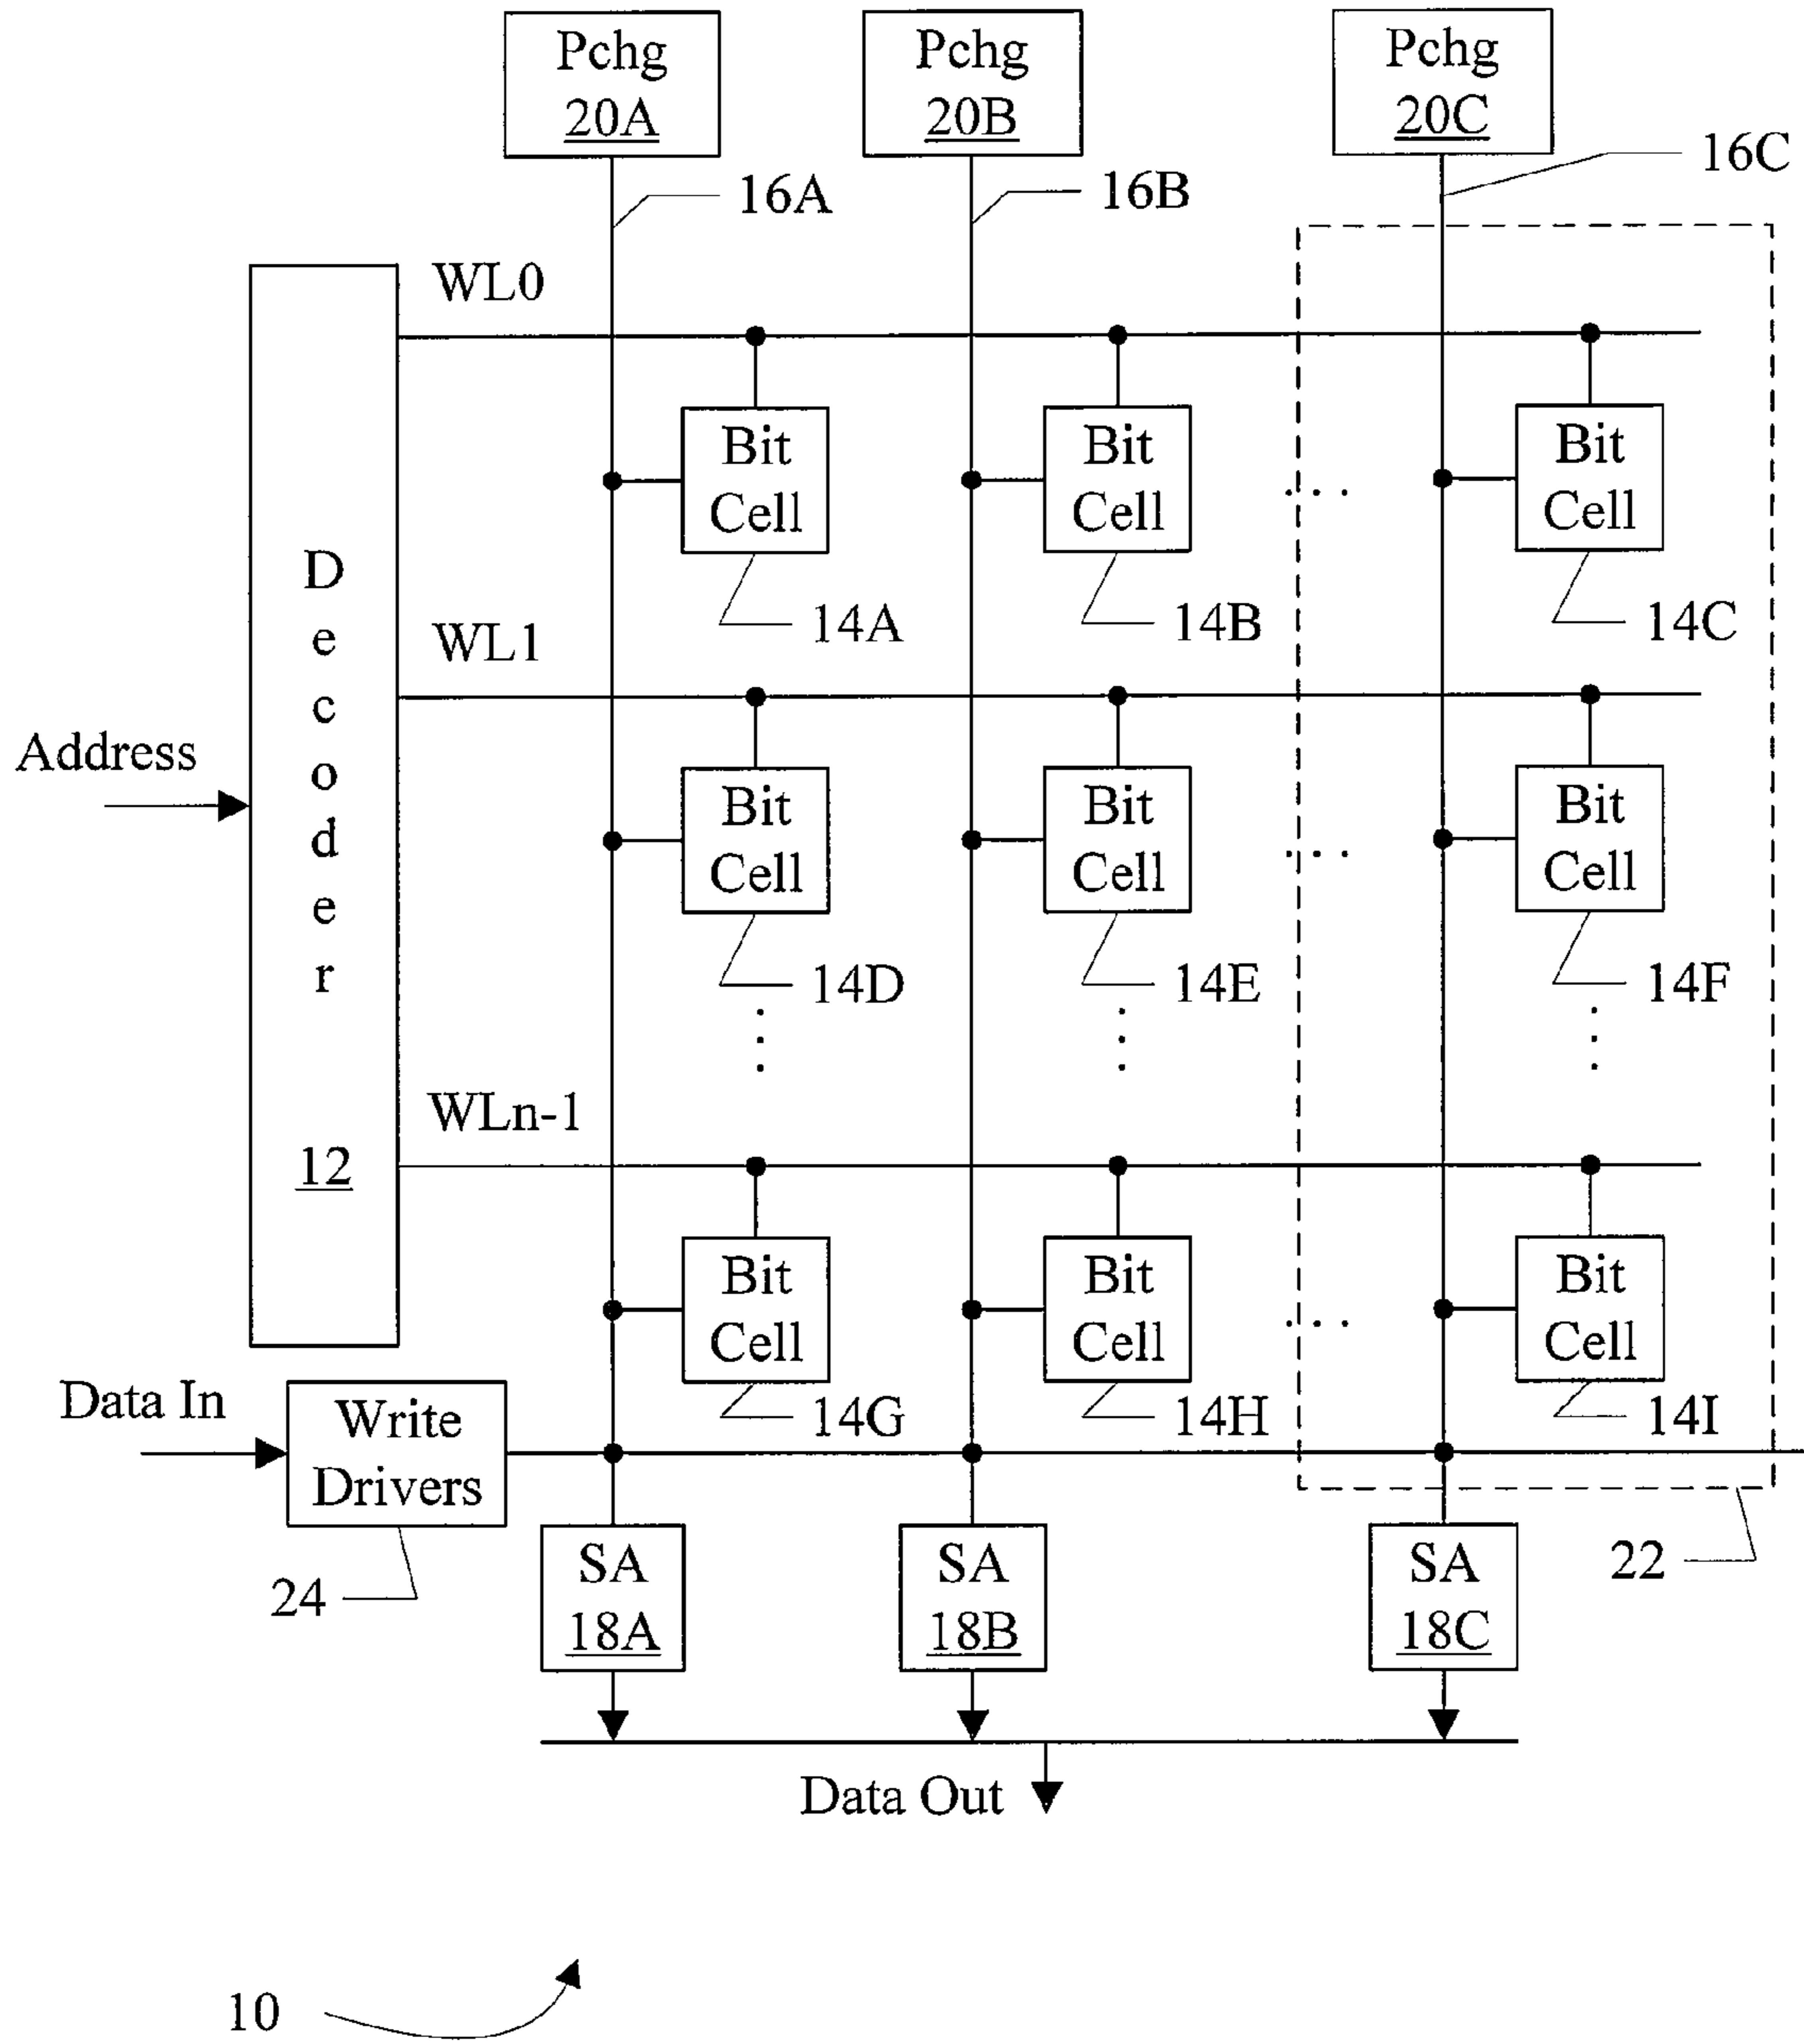 Pchg
20A
Pchg
20B
Pchg
20C
16A
16B
16C
WL0
Bit
Cell
Bit
Cell
Bit
Cell
14A
14B
14C
Decoder
12
WL1
Address
Bit
Cell
Bit
Cell
Bit
Cell
14D
14E
14F
WLn-1
Bit
Cell
Bit
Cell
Bit
Cell
14G
14H
14I
Data In
Write
Drivers
24
SA
18A
SA
18B
SA
18C
22
Data Out
10